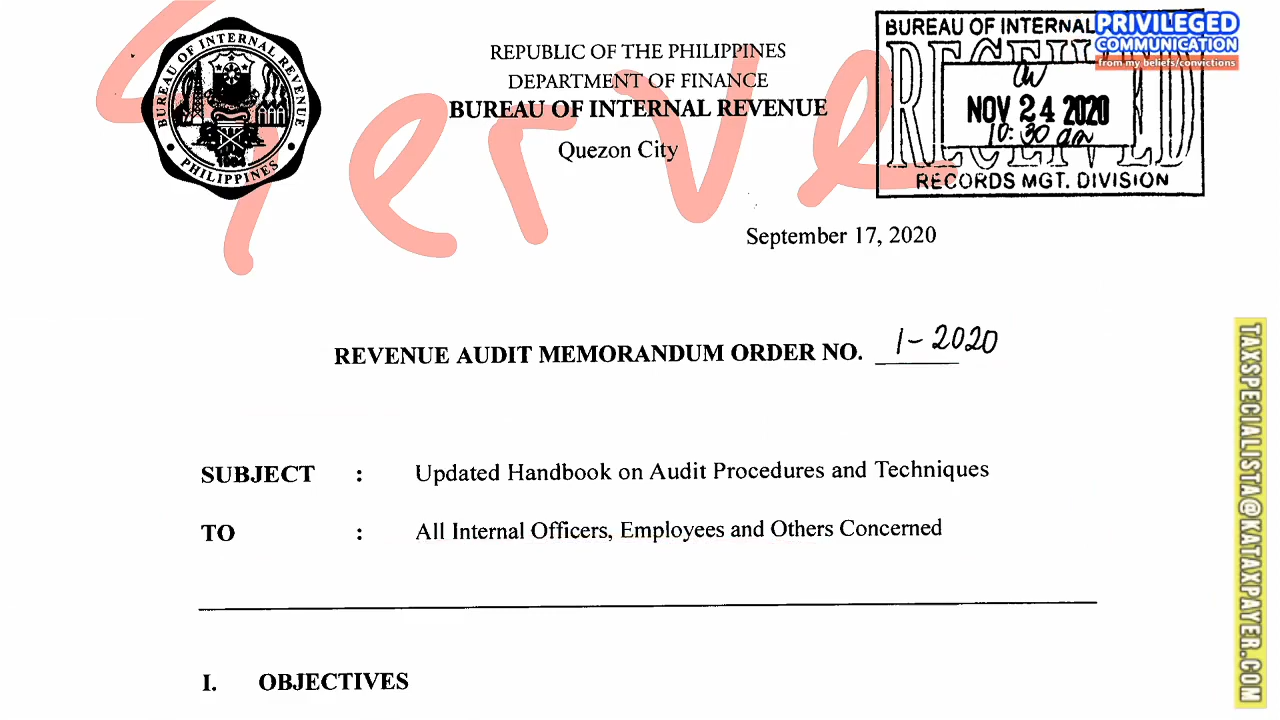 BUREAU OF INTERNAL REVENUE
PHILIPPINES
REPUBLIC OF THE PHILIPPINES
DEPARTMENT OF FINANCE
BUREAU OF INTERNAL REVENUE
Quezon City
serve
BUREAU OF INTERNAL
RECEIVED
NOV 24 2020
10:30 am
RECORDS MGT. DIVISION
PRIVILEGED
COMMUNICATION
from my beliefs/convictions
September 17, 2020
REVENUE AUDIT MEMORANDUM ORDER NO. 1-2020
SUBJECT : Updated Handbook on Audit Procedures and Techniques
TO : All Internal Officers, Employees and Others Concerned
I. OBJECTIVES
TAXSPECIALISTA@KATAXPAYER.COM